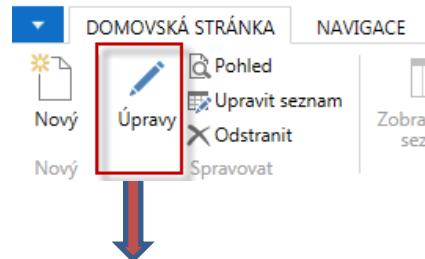 DOMOVSKÁ STRÁNKA NAVIGACE
Pohled
Upravit seznam
Nový Úpravy Odstranit
Nový Spravovat